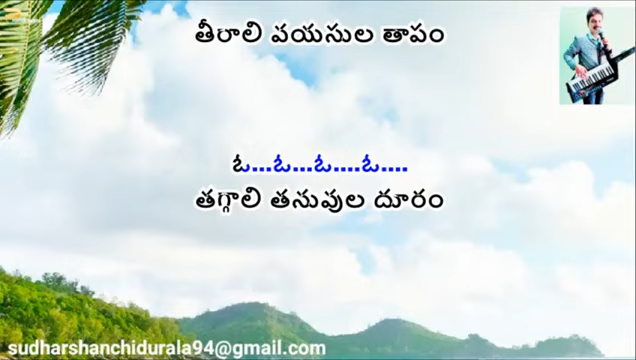 తీరాలి వయసుల తాపం
ఓ...ఓ...ఓ....ఓ....
తగ్గాలి తనువుల దూరం
sudharshanchidurala94@gmail.com